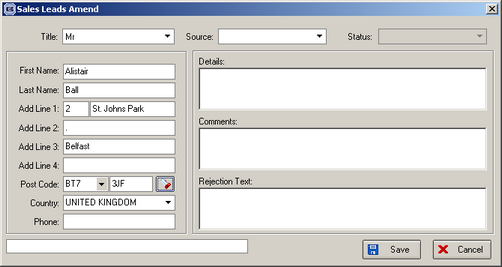 Sales Leads Amend
Title: Mr Source: Status:
First Name: Alistair
Last Name: Ball
Add Line 1: 2 St. Johns Park
Add Line 2: .
Add Line 3: Belfast
Add Line 4:
Post Code: BT7 3JF
Country: UNITED KINGDOM
Phone:
Details:
Comments:
Rejection Text:
Save Cancel